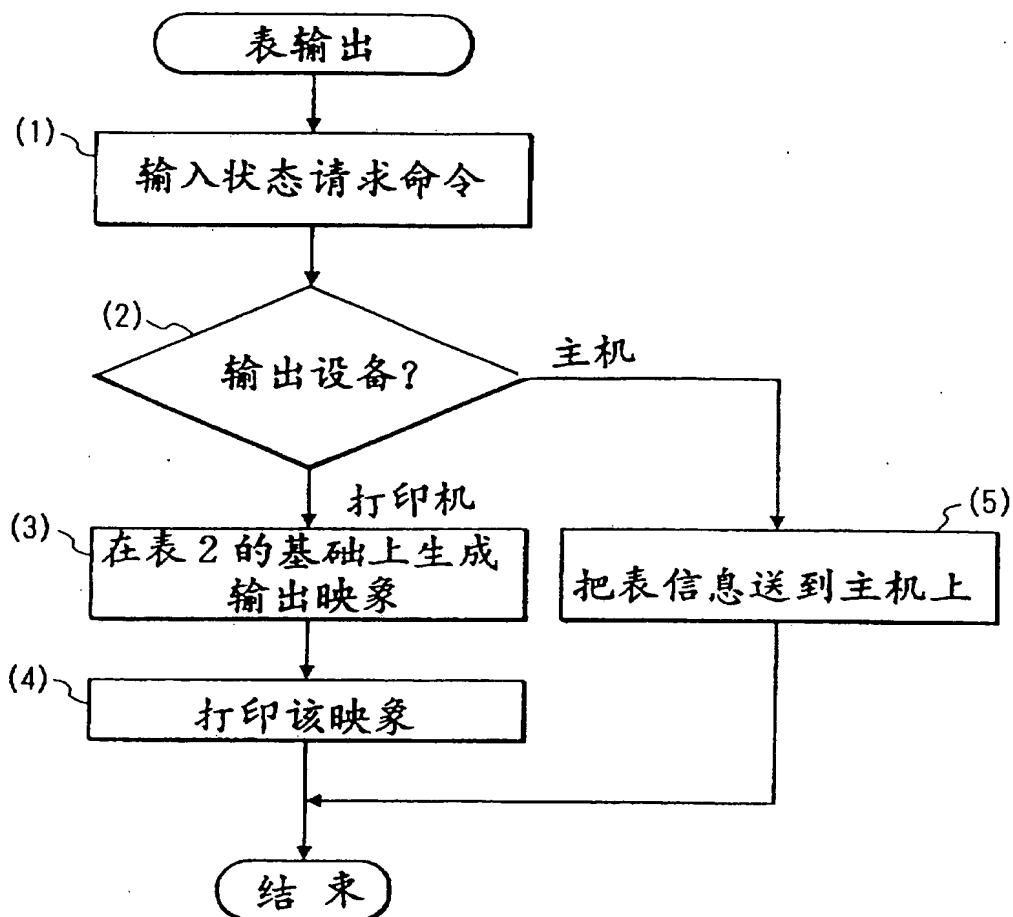 表输出
(1)
输入状态请求命令
(2)
输出设备?
主机
打印机
(3)
在表2的基础上生成
输出映象
(5)
把表信息送到主机上
(4)
打印该映象
结 束